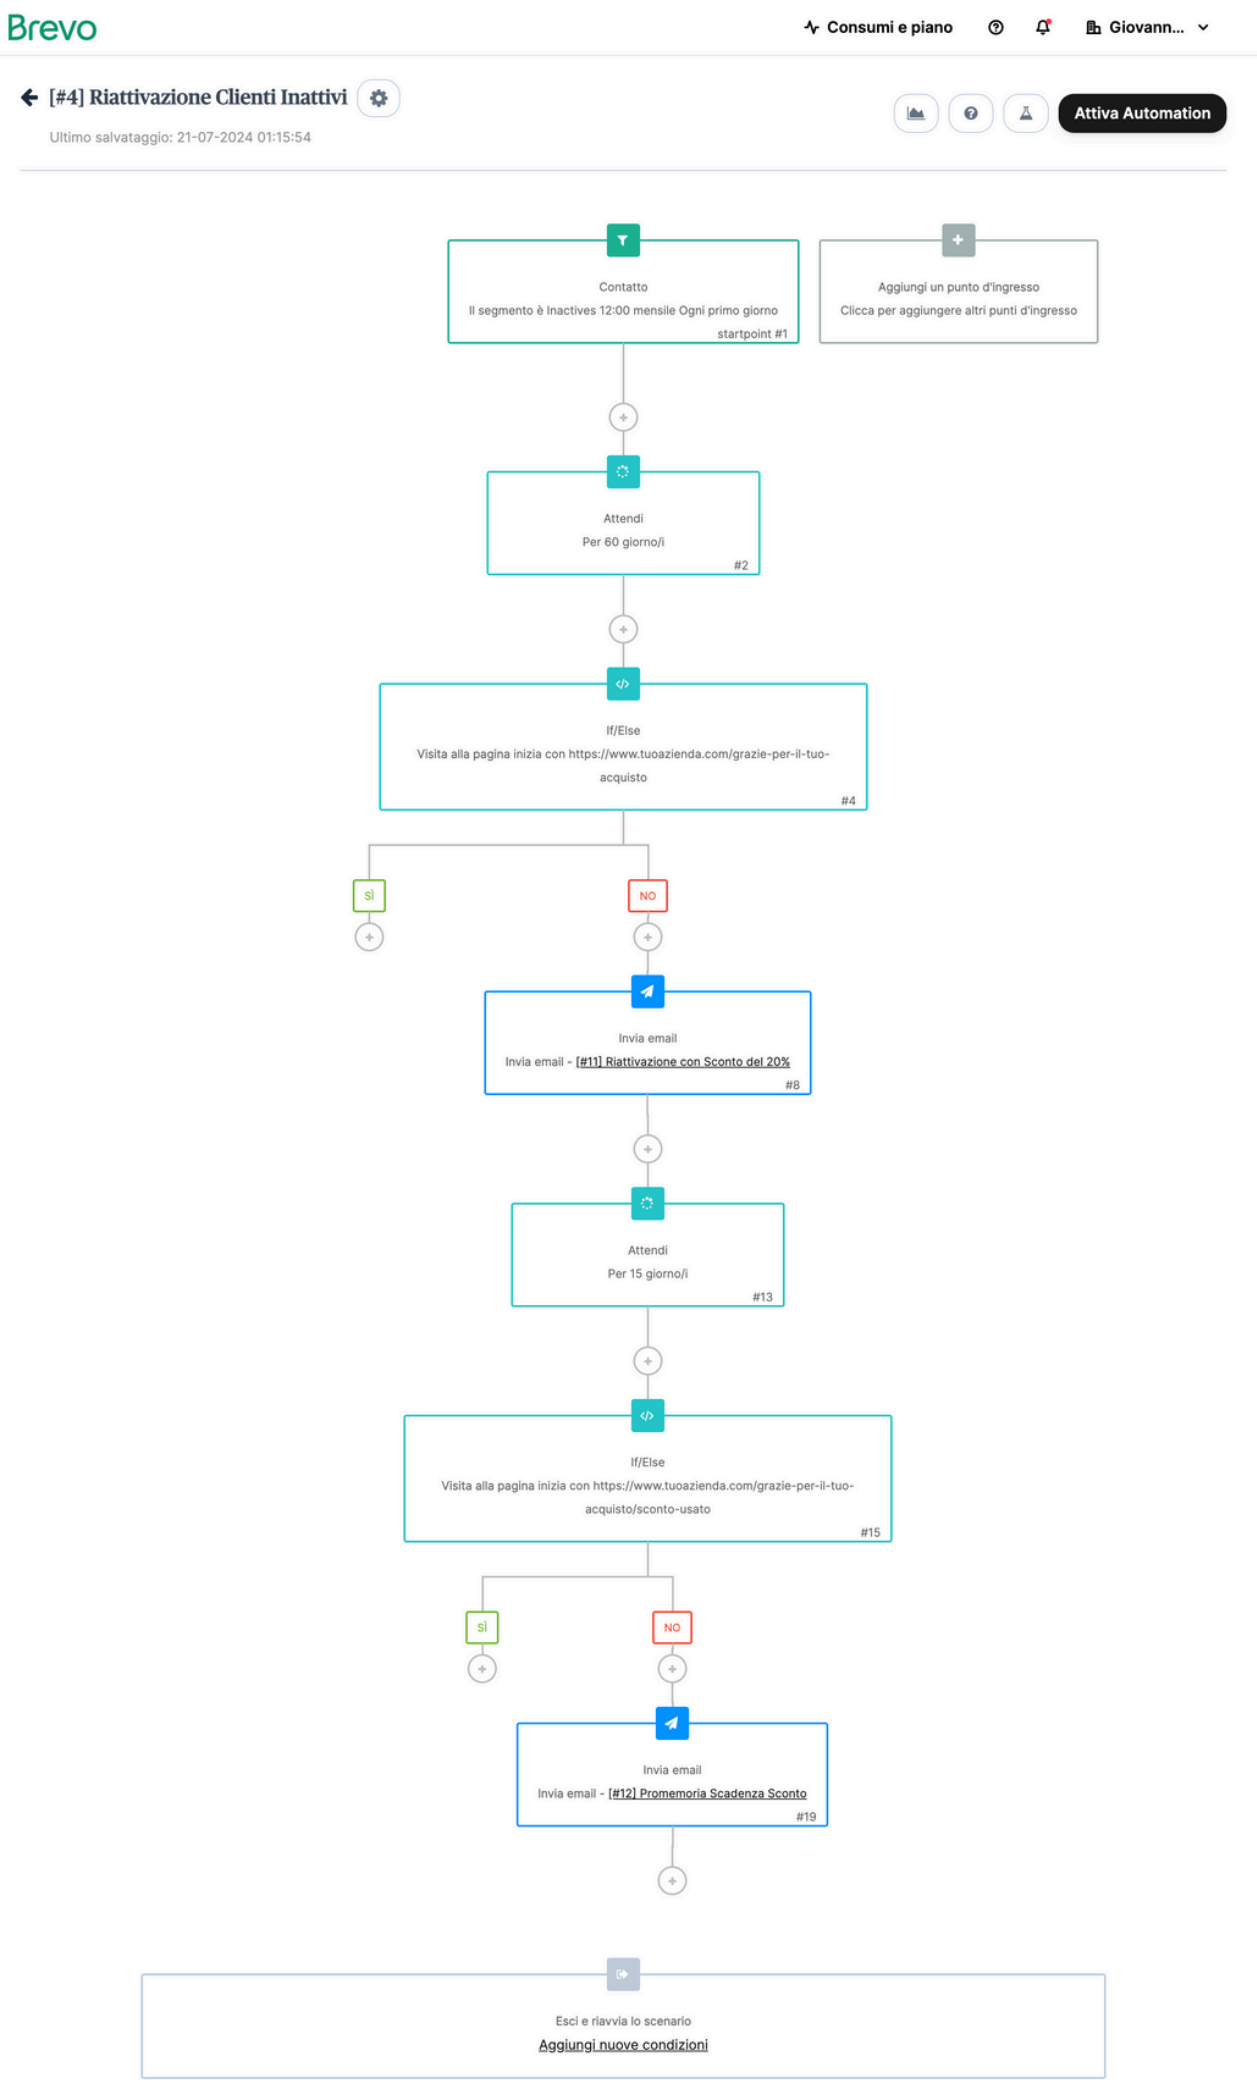 Brevo
Consumi e piano
Giovann...
[#4] Riattivazione Clienti Inattivi
Ultimo salvataggio: 21-07-2024 01:15:54
Attiva Automation
Contatto
Il segmento è Inactives 12:00 mensile Ogni primo giorno
startpoint #1
Aggiungi un punto d'ingresso
Clicca per aggiungere altri punti d'ingresso
Attendi
Per 60 giorno/i
#2
If/Else
Visita alla pagina inizia con https://www.tuoazienda.com/grazie-per-il-tuo-
acquisto
#4
SÌ
NO
Invia email
Invia email - [#11] Riattivazione con Sconto del 20%
#8
Attendi
Per 15 giorno/i
#13
If/Else
Visita alla pagina inizia con https://www.tuoazienda.com/grazie-per-il-tuo-
acquisto/sconto-usato
#15
SÌ
NO
Invia email
Invia email - [#12] Promemoria Scadenza Sconto
#19
Esci e riavvia lo scenario
Aggiungi nuove condizioni